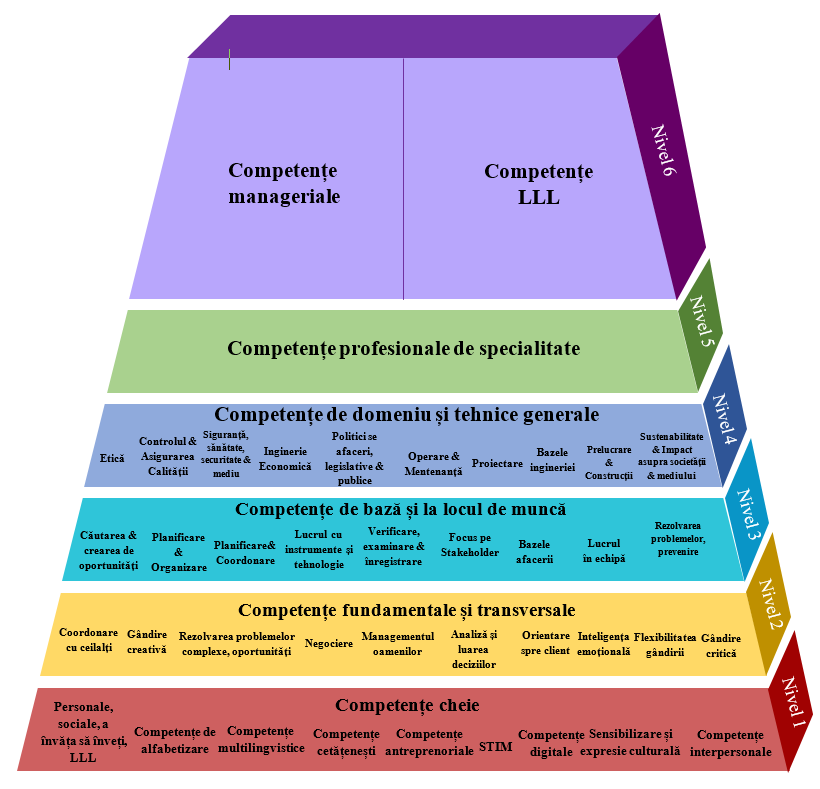 Competențe
manageriale
Competențe
LLL
Nivel 6
Competențe profesionale de specialitate
Nivel 5
Competențe de domeniu și tehnice generale
Etică
Controlul &
Asigurarea
Calității
Siguranță,
sănătate,
securitate &
mediu
Inginerie
Economică
Politici se
afaceri,
legislative &
publice
Operare &
Mentenanță
Proiectare
Bazele
ingineriei
Prelucrare
&
Construcții
Sustenabilitate
& Impact
asupra societății
& mediului
Nivel 4
Competențe de bază și la locul de muncă
Căutarea &
crearea de
oportunități
Planificare
&
Organizare
Planificare&
Coordonare
Lucrul cu
instrumente și
tehnologie
Verificare,
examinare &
înregistrare
Focus pe
Stakeholder
Bazele
afacerii
Lucrul
în echipă
Rezolvarea
problemelor,
prevenire
Nivel 3
Competențe fundamentale și transversale
Coordonare
cu ceilalți
Gândire
creativă
Rezolvarea problemelor
complexe, oportunități
Negociere
Managementul
oamenilor
Analiză și
luarea
deciziilor
Orientare
spre client
Inteligența
emoțională
Flexibilitatea
gândirii
Gândire
critică
Nivel 2
Competențe cheie
Personale,
sociale, a
învăța să înveți,
LLL
Competențe de
alfabetizare
Competențe
multilingvistice
Competențe
cetățenești
Competențe
antreprenoriale
STIM
Competențe
digitale
Sensibilizare și
expresie culturală
Competențe
interpersonale
Nivel 1